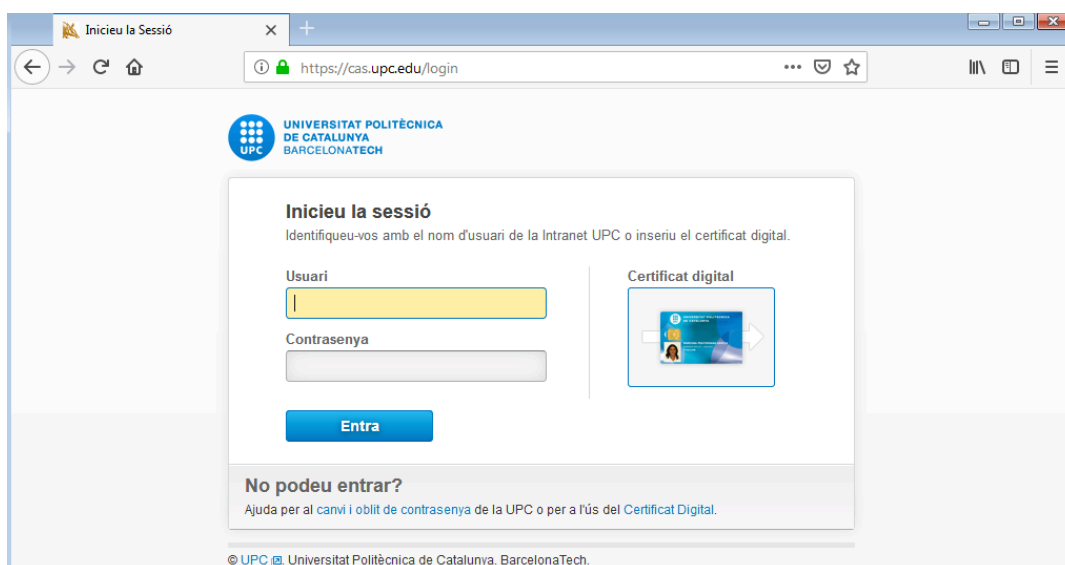 Inicieu la Sessió
https://cas.upc.edu/login
UNIVERSITAT POLITÈCNICA
DE CATALUNYA
BARCELONATECH
UPC
Inicieu la sessió
Identifiqueu-vos amb el nom d'usuari de la Intranet UPC o inseriu el certificat digital.
Usuari
Certificat digital
Contrasenya
Entra
No podeu entrar?
Ajuda per al canvi i oblit de contrasenya de la UPC o per a l'ús del Certificat Digital.
© UPC . Universitat Politècnica de Catalunya. BarcelonaTech.